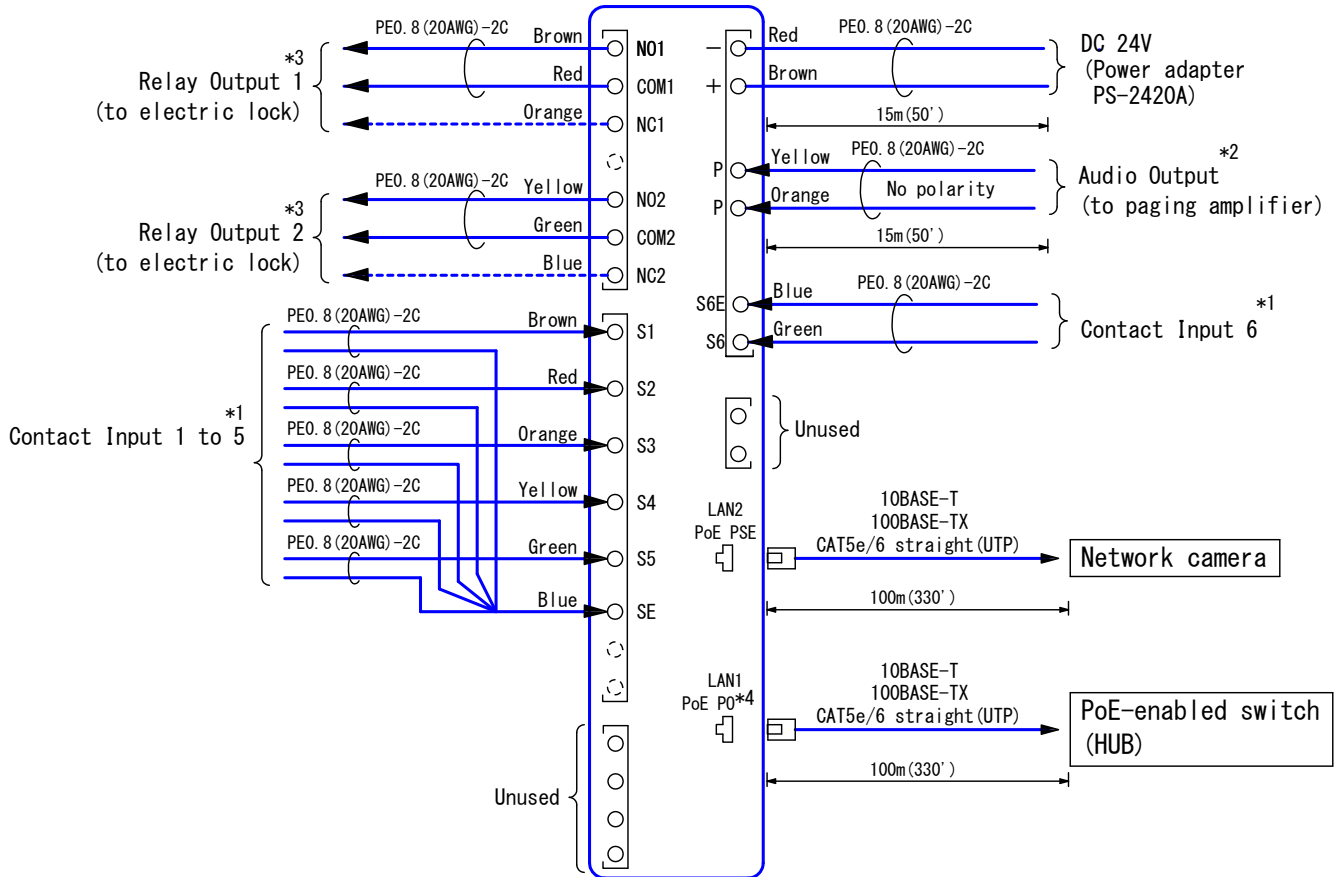 PE0.8(20AWG)-2C
Brown
NO1
*3
Relay Output 1
(to electric lock)
Red
COM1
Orange
NC1
PE0.8(20AWG)-2C
Yellow
NO2
*3
Relay Output 2
(to electric lock)
Green
COM2
Blue
NC2
PE0.8(20AWG)-2C
Brown
S1
PE0.8(20AWG)-2C
Red
S2
*1
Contact Input 1 to 5
PE0.8(20AWG)-2C
Orange
S3
PE0.8(20AWG)-2C
Yellow
S4
PE0.8(20AWG)-2C
Green
S5
Blue
SE
Unused
−
Red
PE0.8(20AWG)-2C
+
Brown
DC 24V
(Power adapter
PS-2420A)
15m(50')
P
Yellow
PE0.8(20AWG)-2C
No polarity
P
Orange
*2
Audio Output
(to paging amplifier)
15m(50')
S6E
Blue
PE0.8(20AWG)-2C
S6
Green
*1
Contact Input 6
Unused
LAN2
PoE PSE
10BASE-T
100BASE-TX
CAT5e/6 straight(UTP)
Network camera
100m(330')
LAN1
PoE PD*4
10BASE-T
100BASE-TX
CAT5e/6 straight(UTP)
PoE-enabled switch
(HUB)
100m(330')